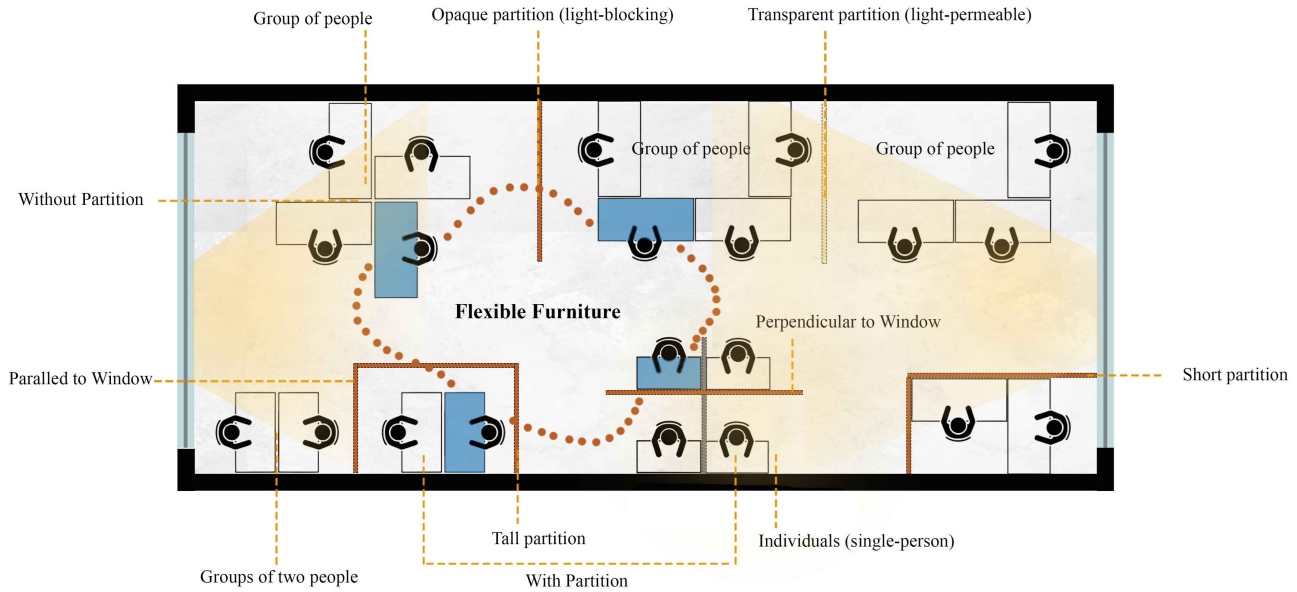 Group of people
Opaque partition (light-blocking)
Transparent partition (light-permeable)
Group of people
Group of people
Without Partition
Flexible Furniture
Perpendicular to Window
Paralled to Window
Short partition
Tall partition
Individuals (single-person)
Groups of two people
With Partition